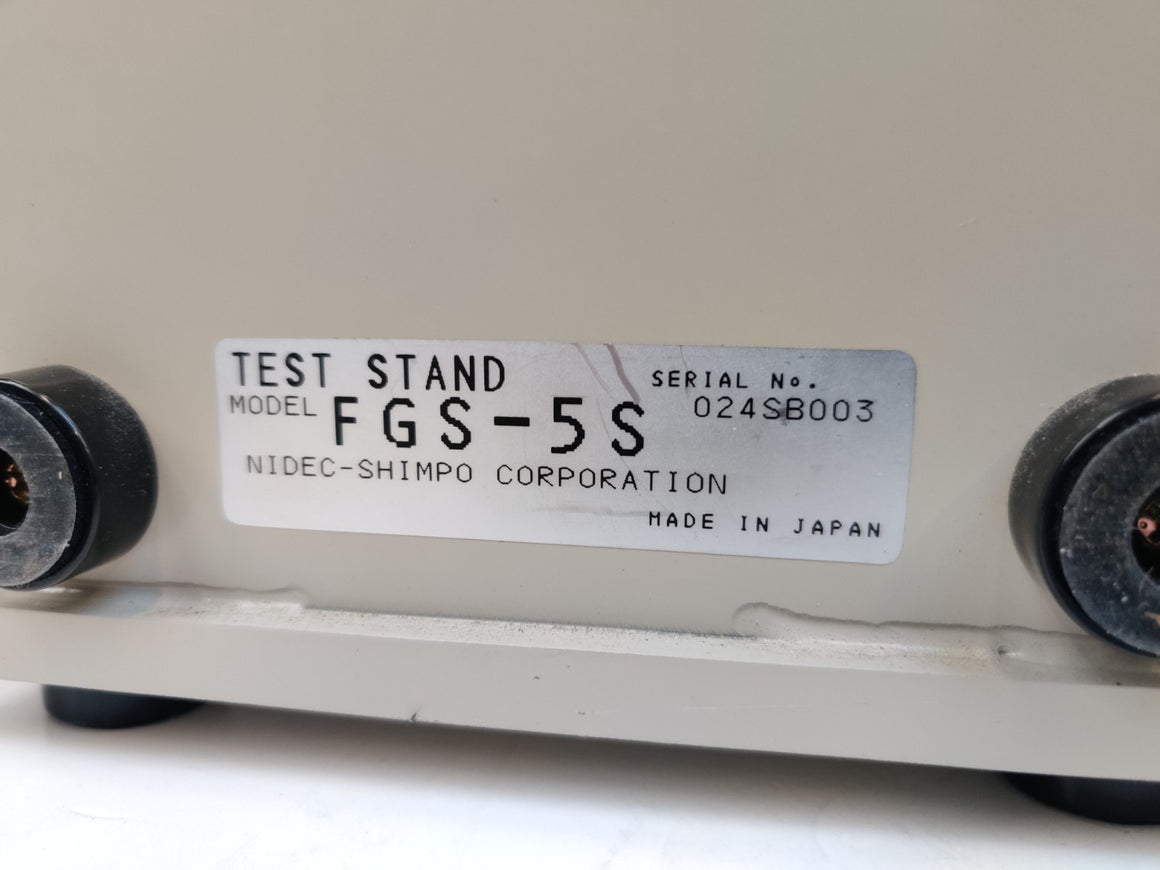 TEST STAND
SERIAL No.
MODEL FGS-5S
024SB003
NIDEC-SHIMPO CORPORATION
MADE IN JAPAN